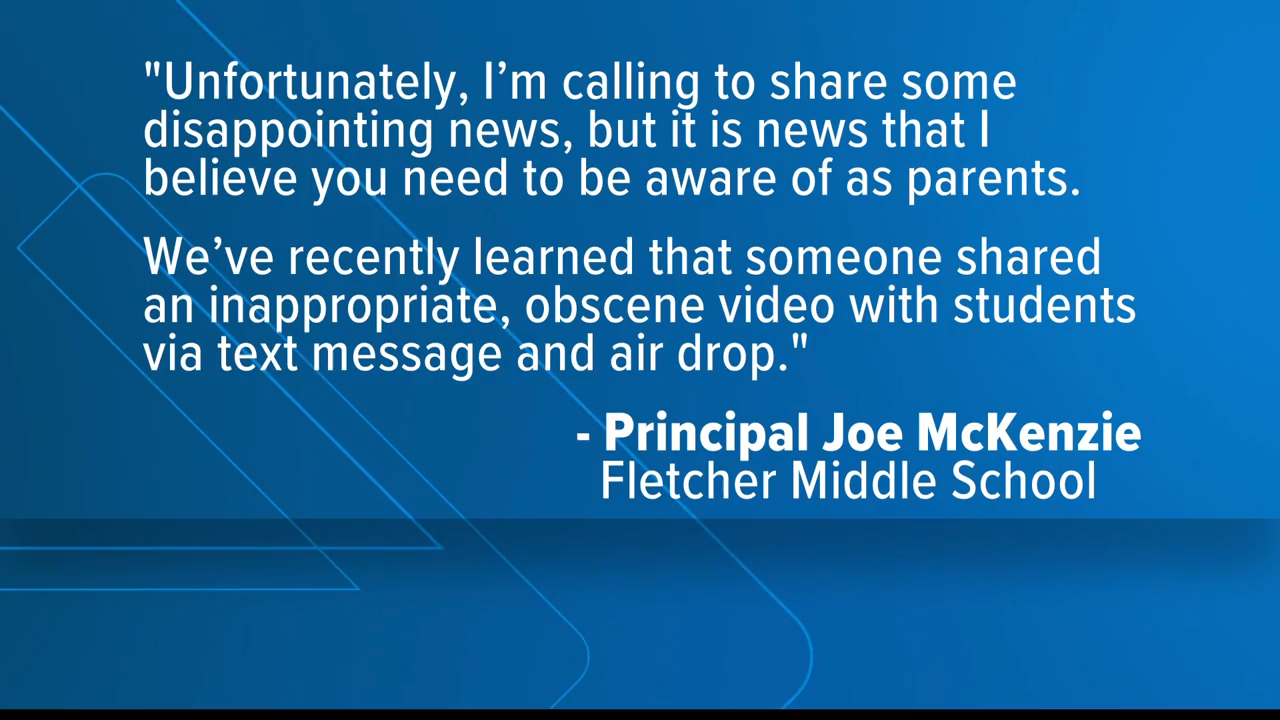 "Unfortunately, I’m calling to share some
disappointing news, but it is news that I
believe you need to be aware of as parents.
We’ve recently learned that someone shared
an inappropriate, obscene video with students
via text message and air drop."
- Principal Joe McKenzie
Fletcher Middle School